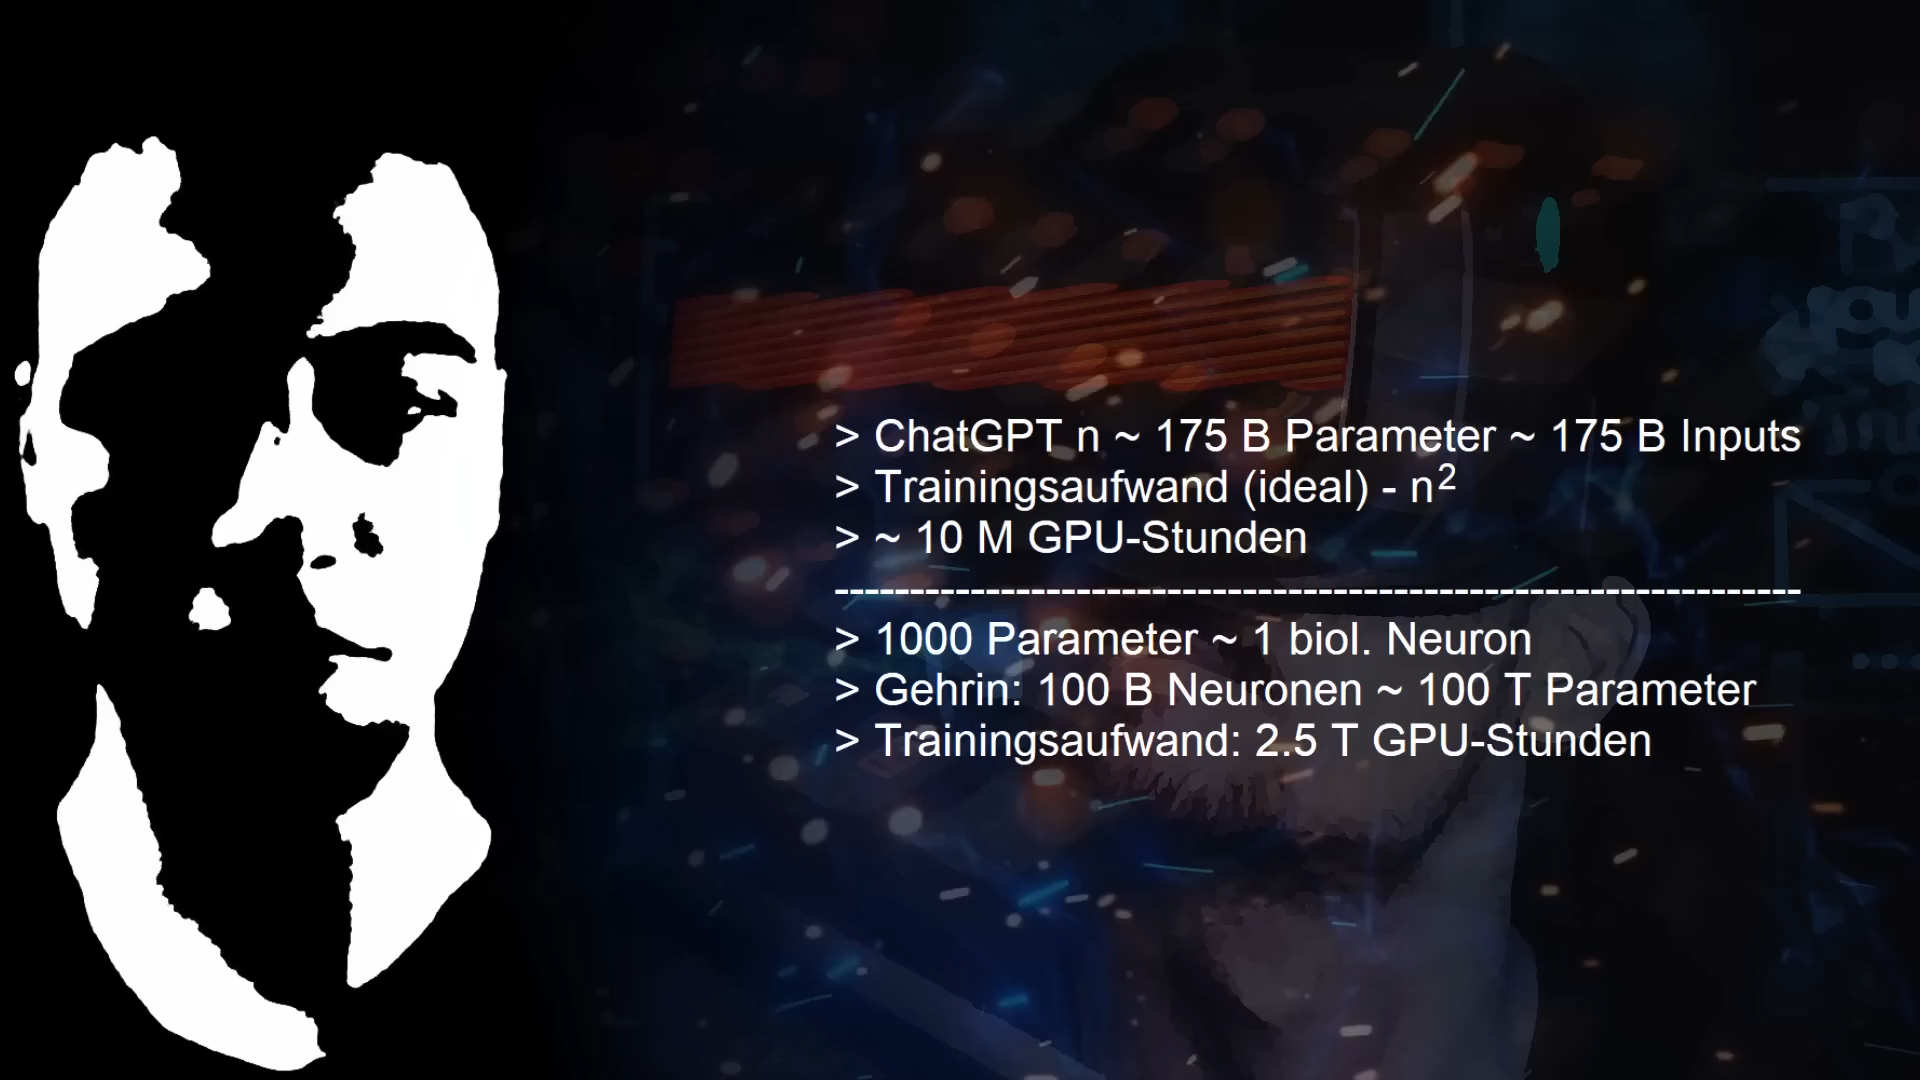 > ChatGPT n ~ 175 B Parameter ~ 175 B Inputs
> Trainingsaufwand (ideal) - n²
> ~ 10 M GPU-Stunden
----------------------------------------------------------------
> 1000 Parameter ~ 1 biol. Neuron
> Gehrin: 100 B Neuronen ~ 100 T Parameter
> Trainingsaufwand: 2.5 T GPU-Stunden